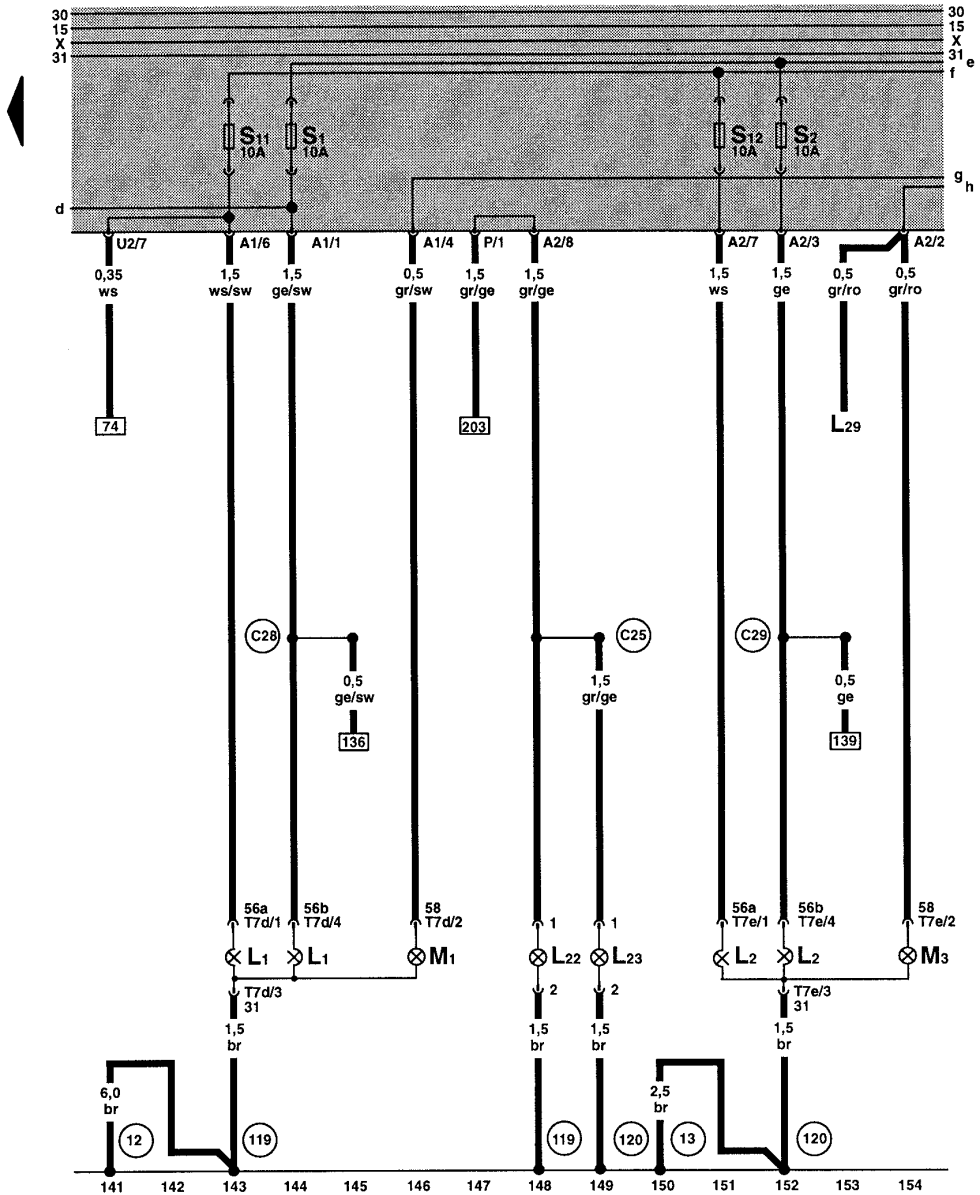 30 30
15 15
X X
31 31
e
f
S11 S1 S12 S2
10A 10A 10A 10A
g
h
d
U2/7 A1/6 A1/1 A1/4 P/1 A2/8 A2/7 A2/3 A2/2
0,35 1,5 1,5 0,5 1,5 1,5 1,5 1,5 0,5 0,5
ws ws/sw ge/sw gr/sw gr/ge gr/ge ws ge gr/ro gr/ro
74 203 L29
C28 C25 C29
0,5 1,5 0,5
ge/sw gr/ge ge
136 139
56a 56b 58 56a 56b 58
T7d/1 T7d/4 T7d/2 1 1 T7e/1 T7e/4 T7e/2
L1 L1 M1 L22 L23 L2 L2 M3
T7d/3 2 2 T7e/3
31 31
1,5 1,5 1,5 1,5
br br br br
6,0 2,5
br br
12 119 119 120 13 120
141 142 143 144 145 146 147 148 149 150 151 152 153 154